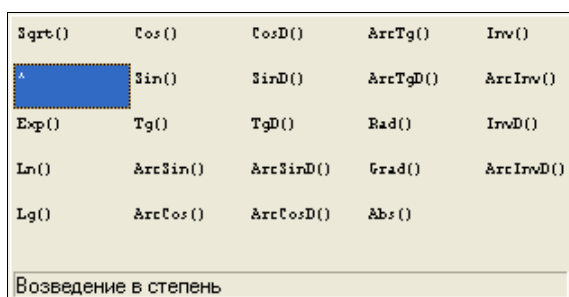 Sqrt() Cos() CosD() ArcTg() Inv()
^ Sin() SinD() ArcTgD() ArcInv()
Exp() Tg() TgD() Rad() InvD()
Ln() ArcSin() ArcSinD() Grad() ArcInvD()
Lg() ArcCos() ArcCosD() Abs()
Возведение в степень